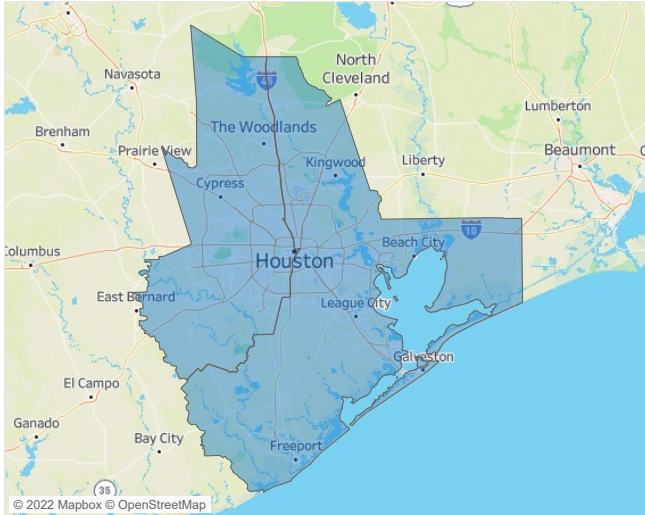 North
Cleveland
Navasota
45
Lumberton
Brenham
The Woodlands
Beaumont
Prairie View
Kingwood
Liberty
Cypress
10
Columbus
Beach City
Houston
East Bernard
League City
Galveston
El Campo
Ganado
Bay City
Freeport
35
© 2022 Mapbox © OpenStreetMap